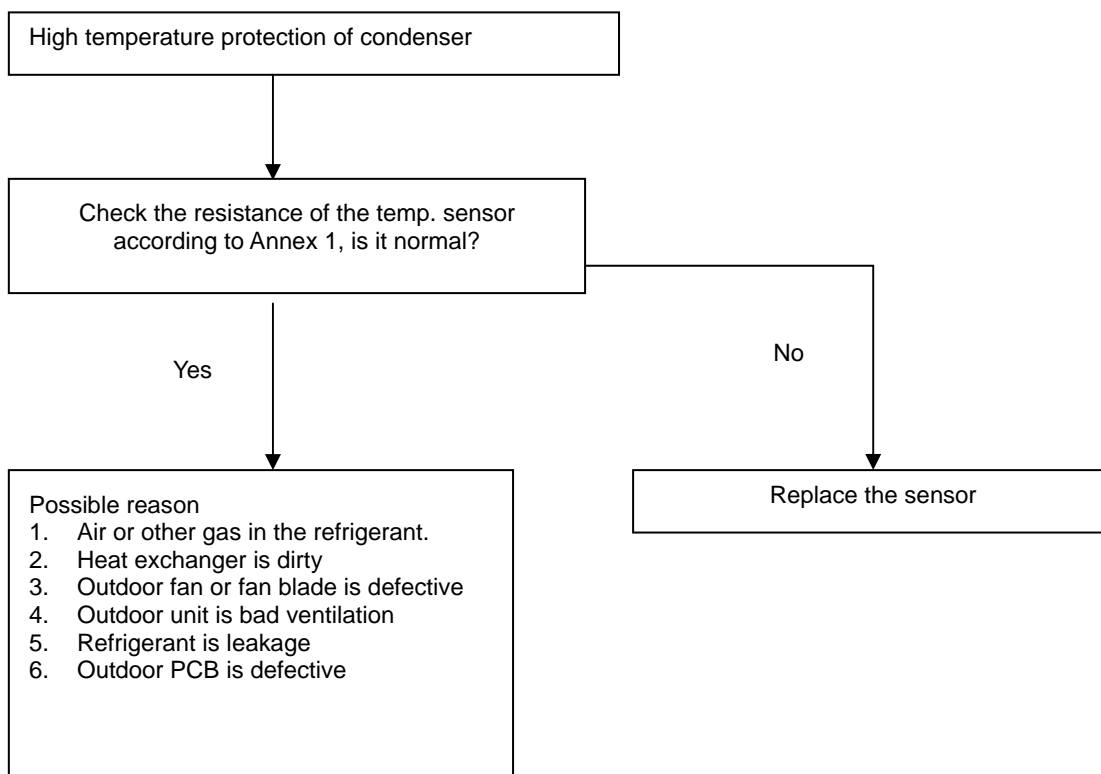 High temperature protection of condenser
Check the resistance of the temp. sensor
according to Annex 1, is it normal?
Yes
No
Possible reason
1. Air or other gas in the refrigerant.
2. Heat exchanger is dirty
3. Outdoor fan or fan blade is defective
4. Outdoor unit is bad ventilation
5. Refrigerant is leakage
6. Outdoor PCB is defective
Replace the sensor